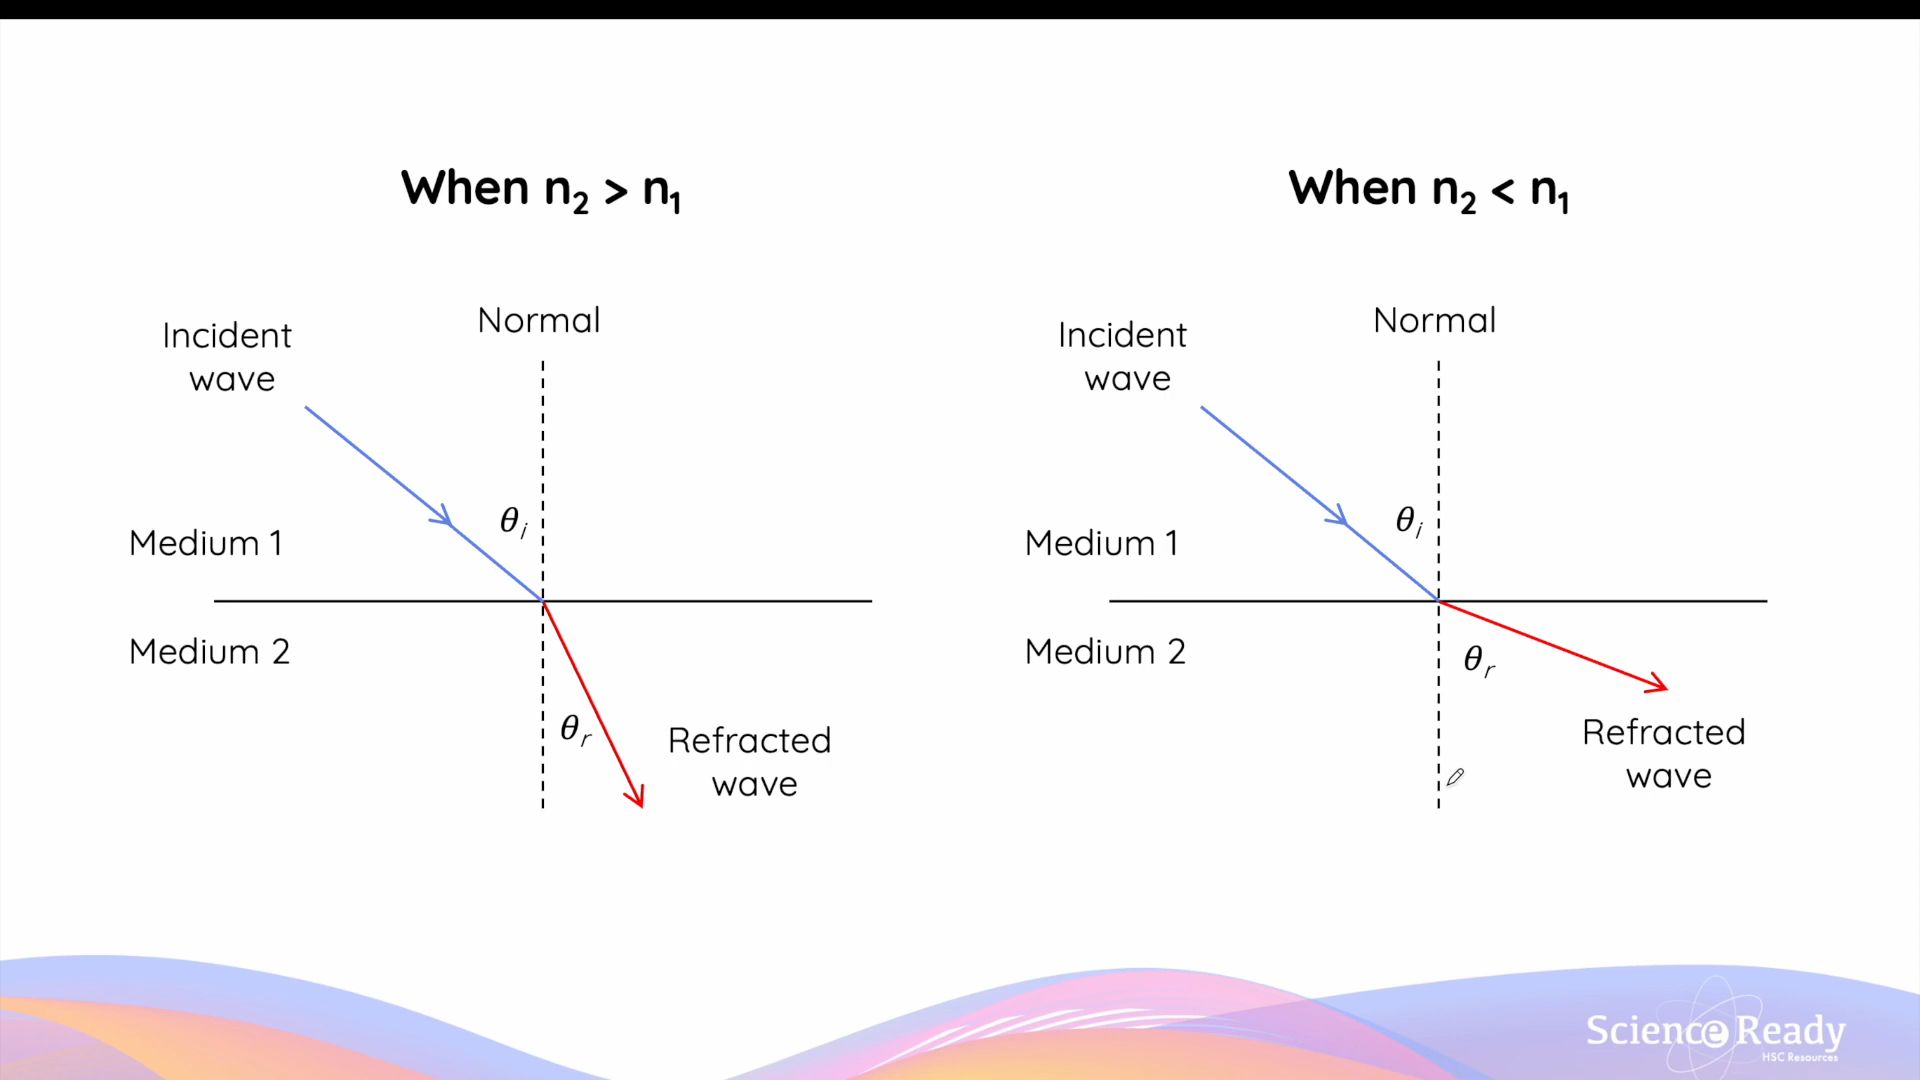 When n₂ > n₁
Incident
wave
Normal
θᵢ
Medium 1
Medium 2
θᵣ
Refracted
wave
When n₂ < n₁
Incident
wave
Normal
θᵢ
Medium 1
Medium 2
θᵣ
Refracted
wave
Science Ready
HSC Resources